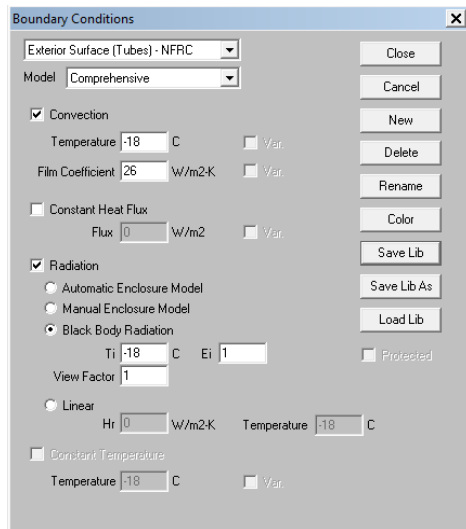 Boundary Conditions
Exterior Surface (Tubes) - NFRC
Close
Model Comprehensive
Cancel
Convection
New
Temperature -18 C Var.
Delete
Film Coefficient 26 W/m2-K Var.
Rename
Constant Heat Flux
Color
Flux 0 W/m2 Var.
Save Lib
Radiation
Automatic Enclosure Model
Save Lib As
Manual Enclosure Model
Load Lib
Black Body Radiation
Ti -18 C Ei 1
Protected
View Factor 1
Linear
Hr 0 W/m2-K Temperature -18 C
Constant Temperature
Temperature -18 C Var.